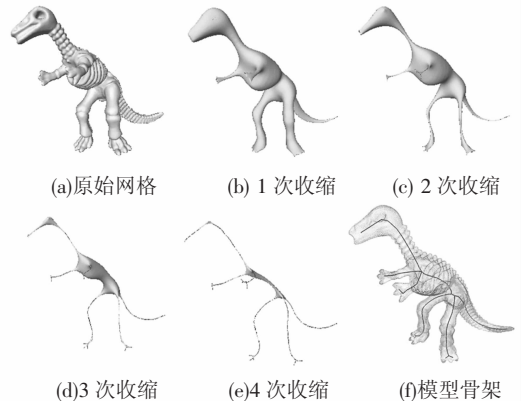 (a)原始网格
(b) 1 次收缩
(c) 2 次收缩
(d)3 次收缩
(e)4 次收缩
(f)模型骨架